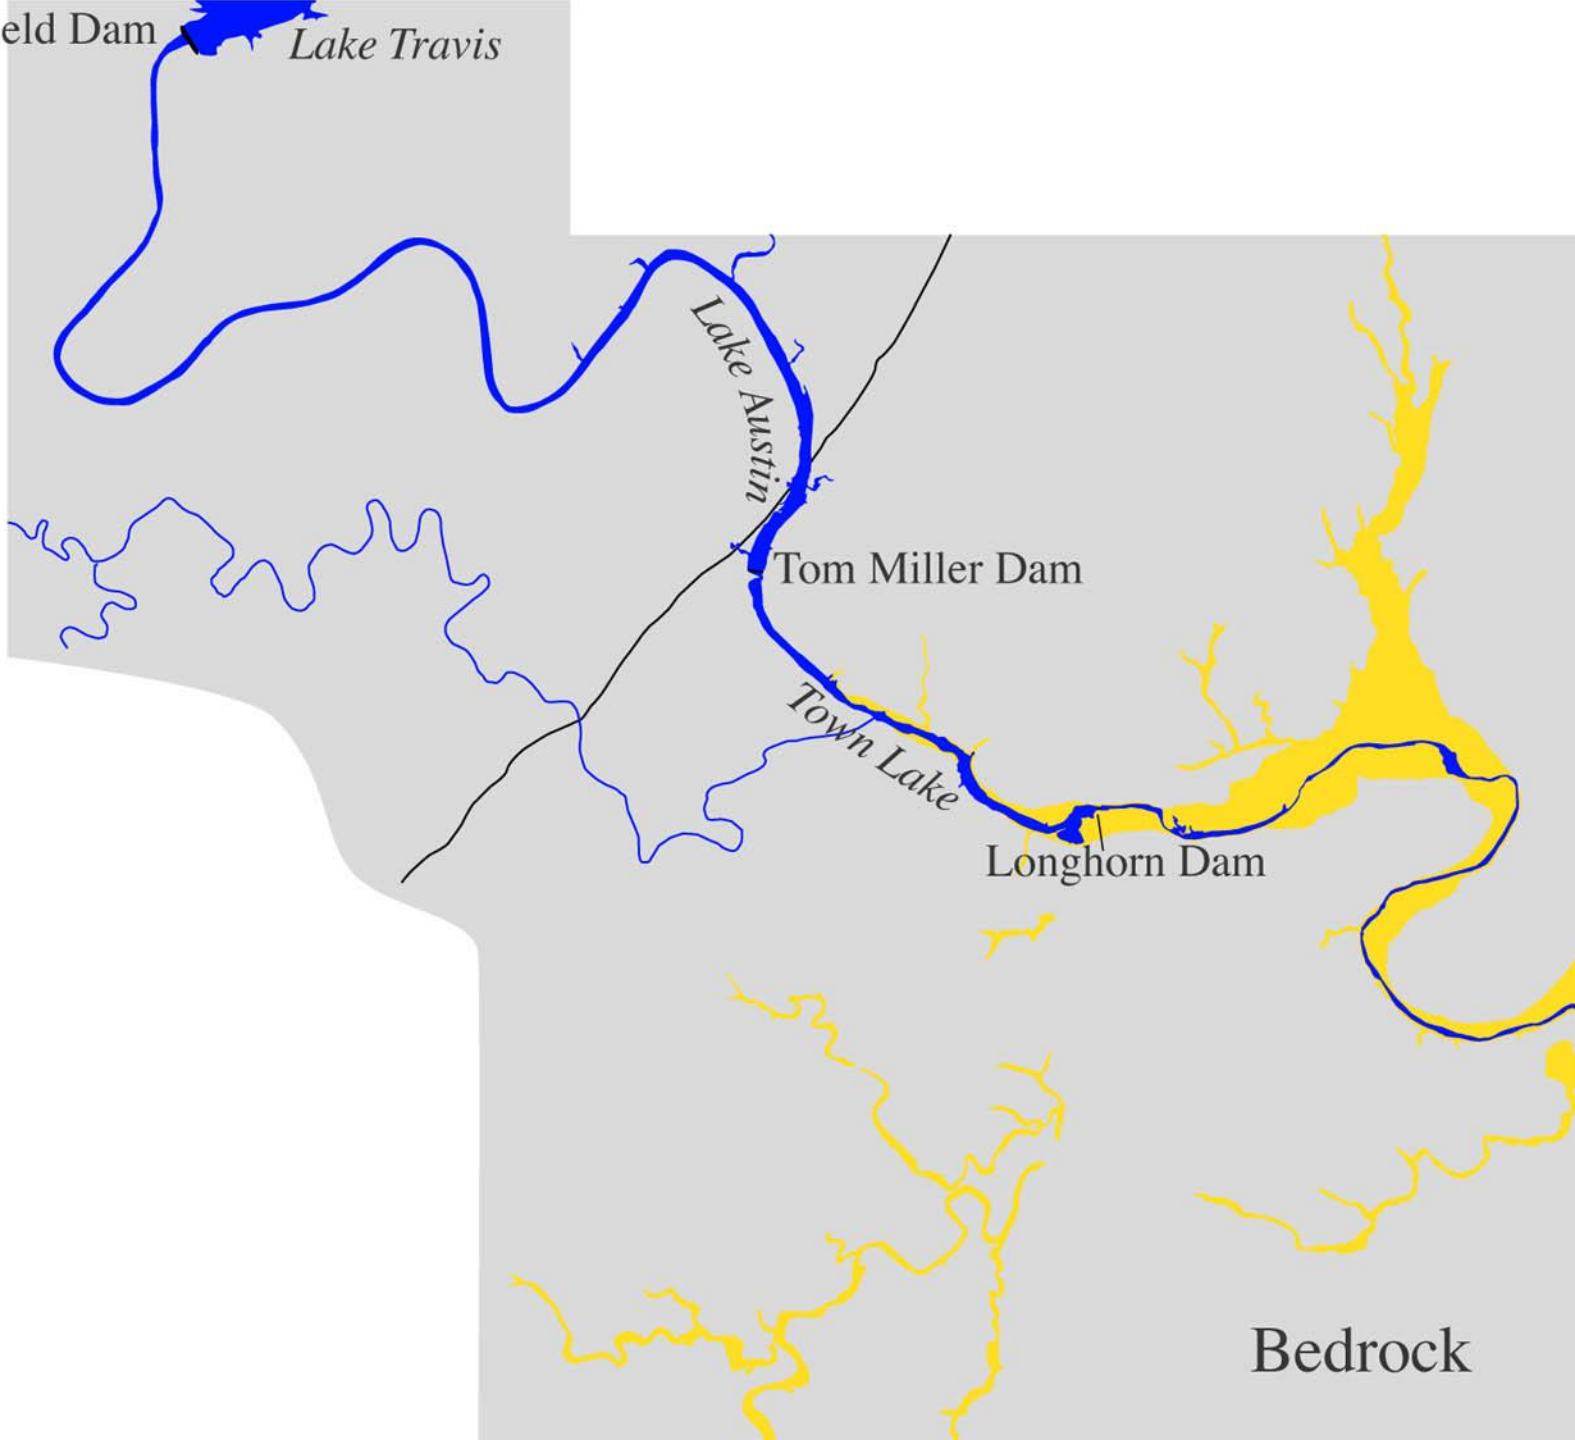 eld Dam
Lake Travis
Lake Austin
Tom Miller Dam
Town Lake
Longhorn Dam
Bedrock